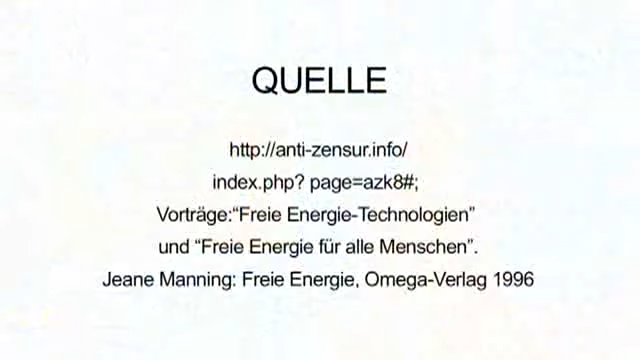 QUELLE
http://anti-zensur.info/
index.php? page=azk8#;
Vorträge:“Freie Energie-Technologien”
und “Freie Energie für alle Menschen”.
Jeane Manning: Freie Energie, Omega-Verlag 1996